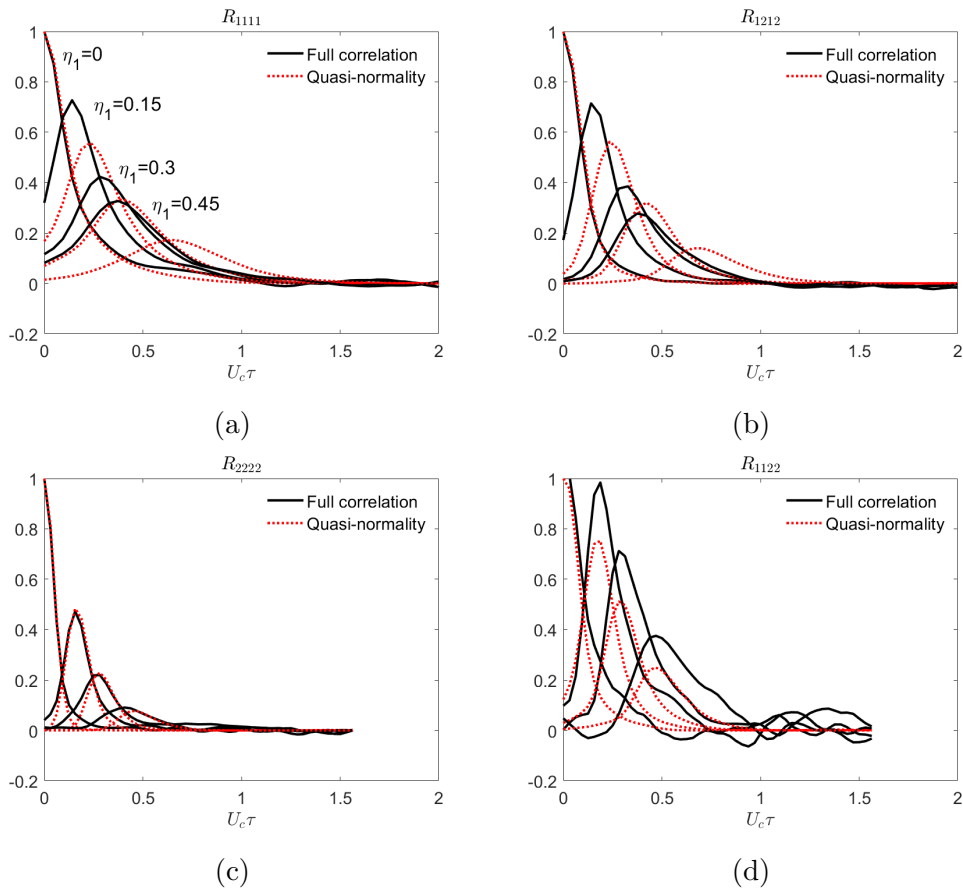 R₁₁₁₁
1
0.8
0.6
0.4
0.2
0
-0.2
η₁=0
η₁=0.15
η₁=0.3
η₁=0.45
Full correlation
Quasi-normality
0 0.5 1 1.5 2
U_cτ
(a)
R₁₂₁₂
1
0.8
0.6
0.4
0.2
0
-0.2
Full correlation
Quasi-normality
0 0.5 1 1.5 2
U_cτ
(b)
R₂₂₂₂
1
0.8
0.6
0.4
0.2
0
-0.2
Full correlation
Quasi-normality
0 0.5 1 1.5 2
U_cτ
(c)
R₁₁₂₂
1
0.8
0.6
0.4
0.2
0
-0.2
Full correlation
Quasi-normality
0 0.5 1 1.5 2
U_cτ
(d)